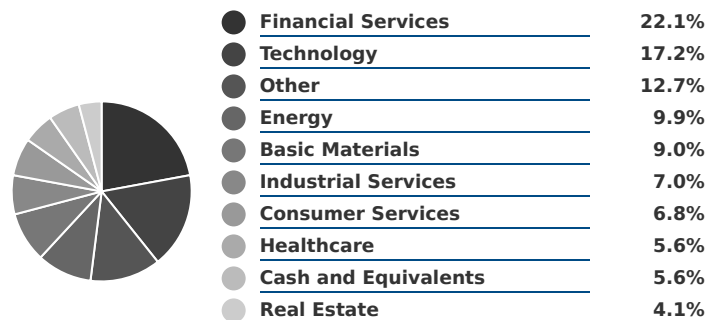 Financial Services 22.1%
Technology 17.2%
Other 12.7%
Energy 9.9%
Basic Materials 9.0%
Industrial Services 7.0%
Consumer Services 6.8%
Healthcare 5.6%
Cash and Equivalents 5.6%
Real Estate 4.1%